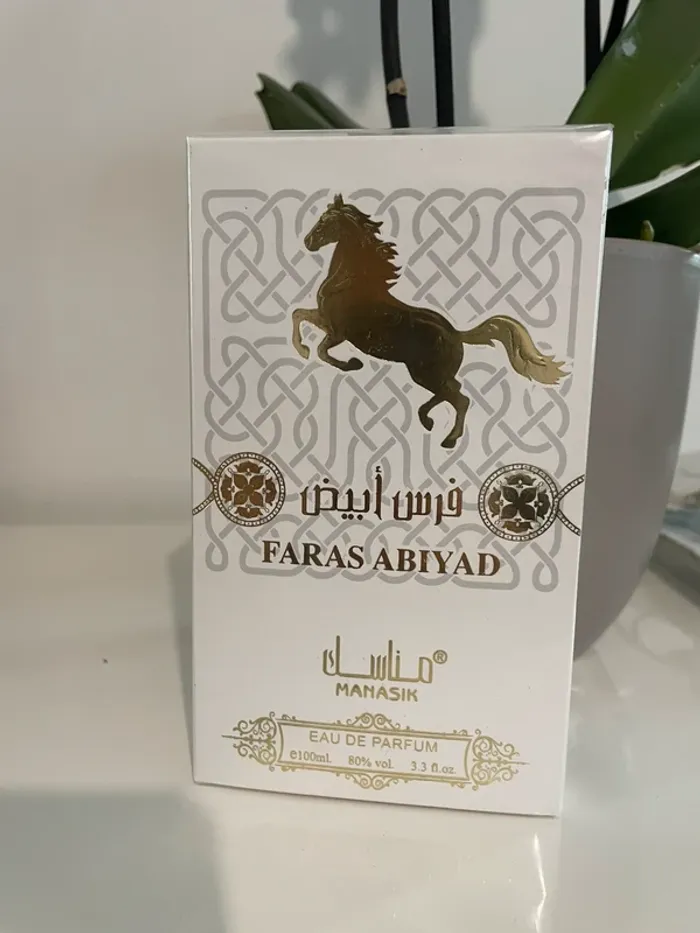 فرس أبيض
FARAS ABIYAD
مناسك®
MANASIK
EAU DE PARFUM
e100ml. 80% vol. 3.3 fl.oz.